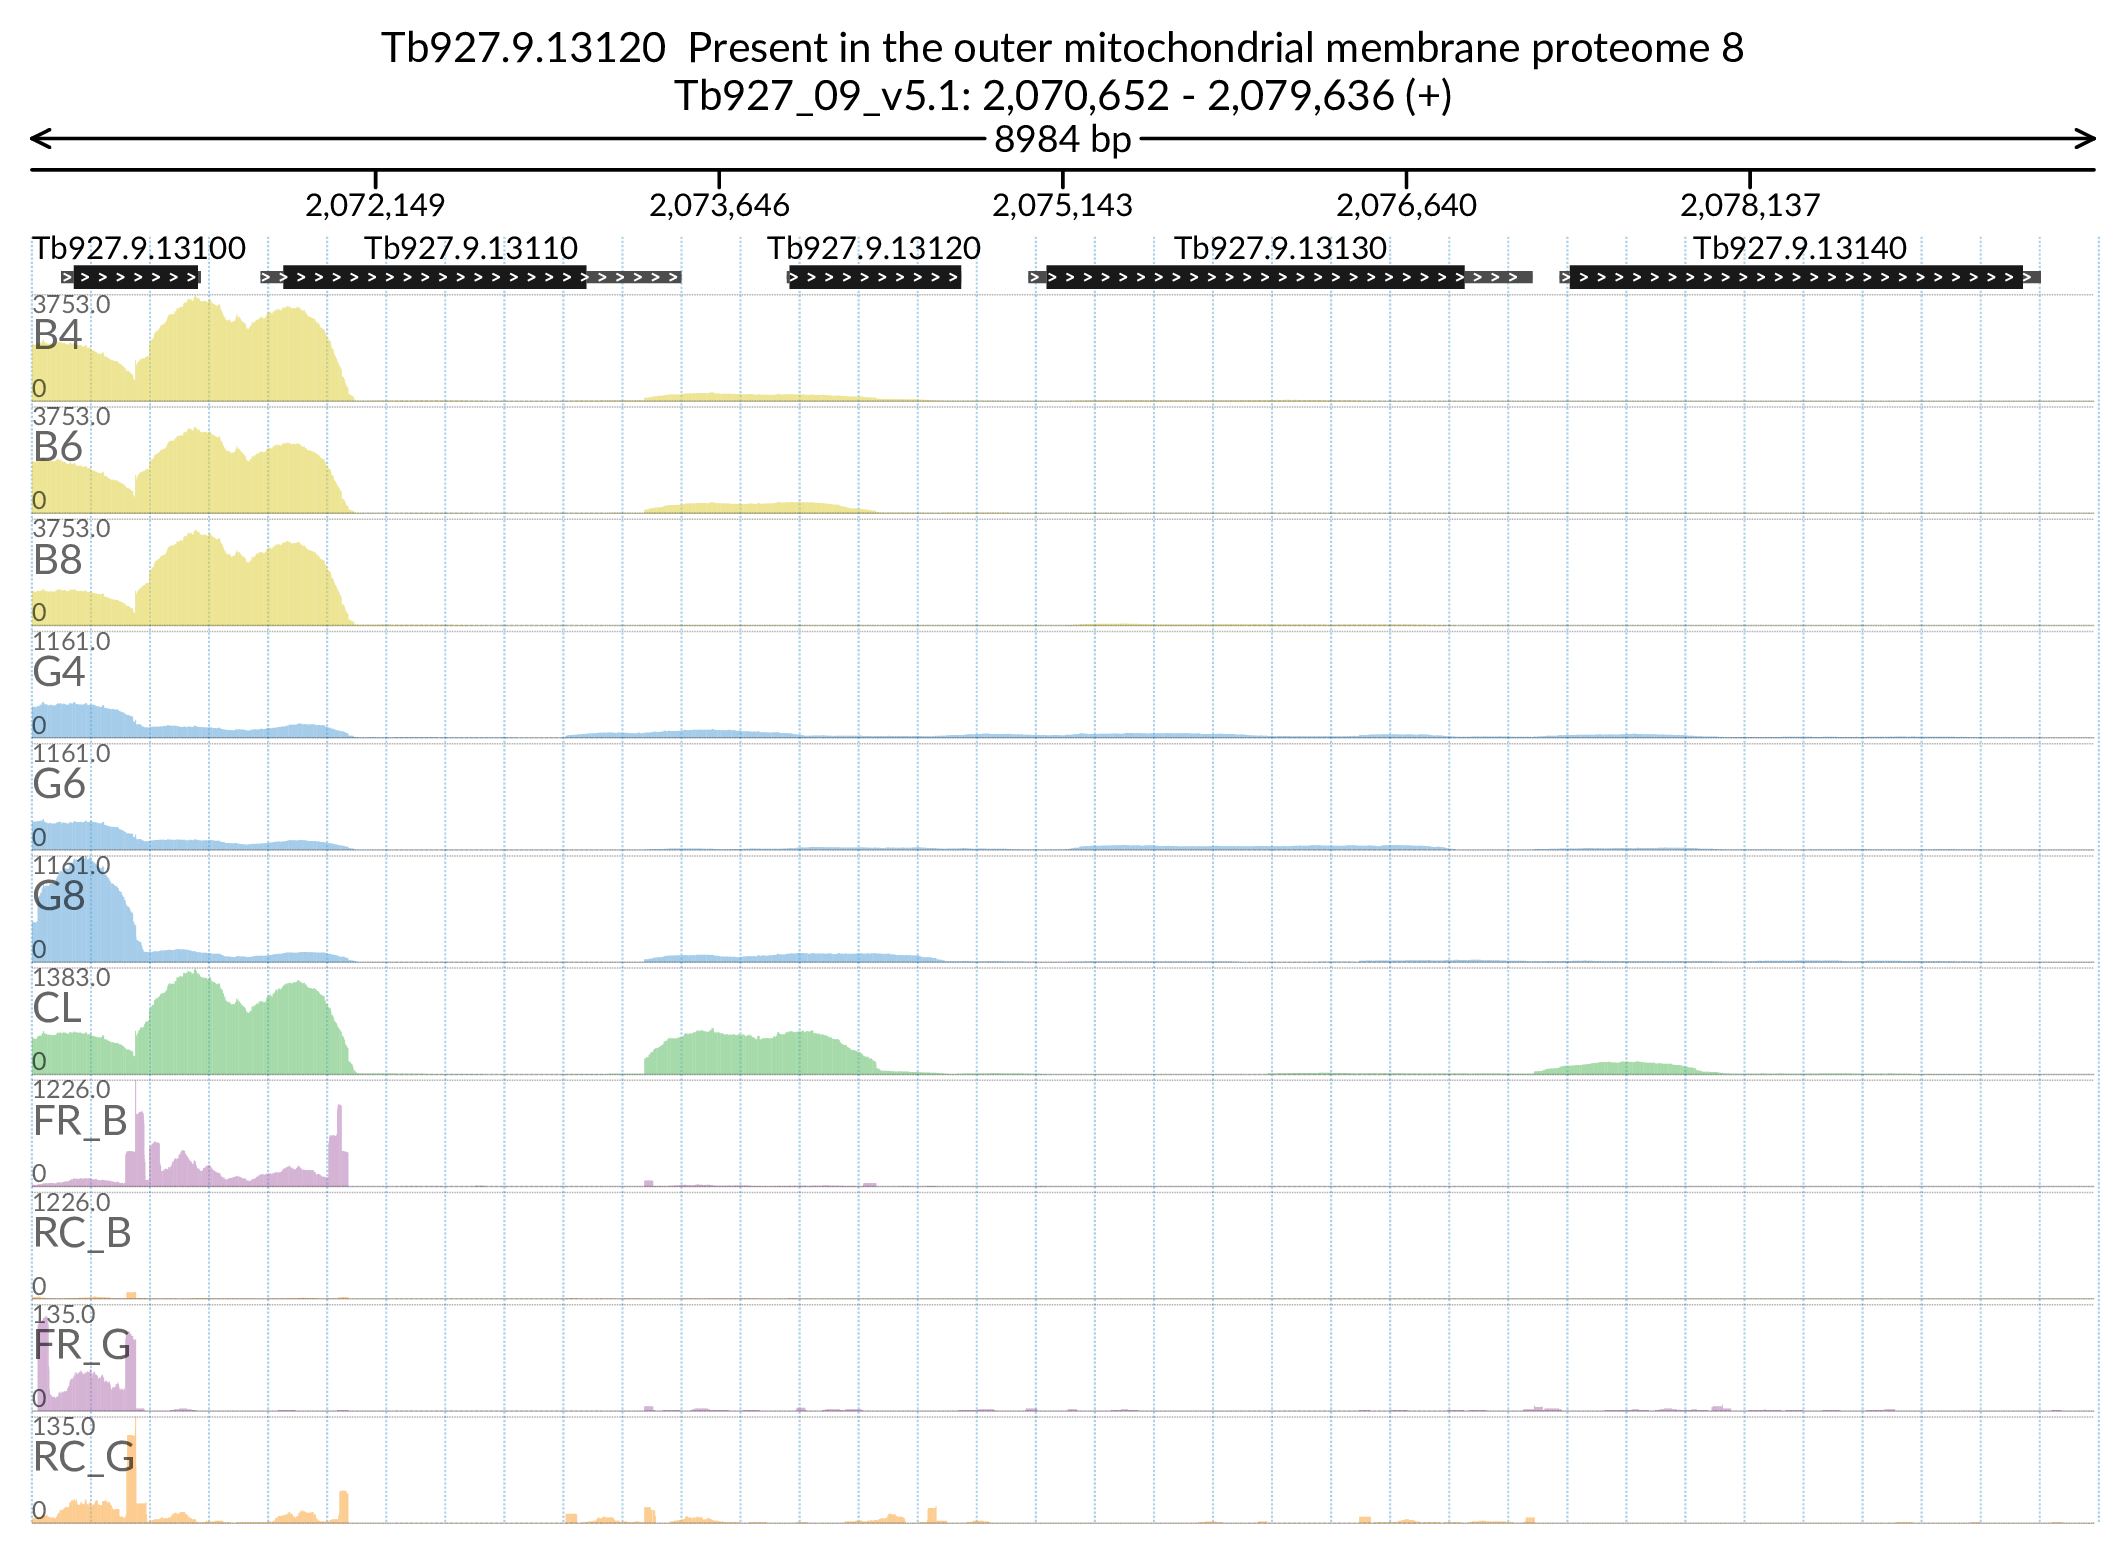 Tb927.9.13120  Present in the outer mitochondrial membrane proteome 8
Tb927_09_v5.1: 2,070,652 - 2,079,636 (+)
8984 bp
2,072,149 2,073,646 2,075,143 2,076,640 2,078,137
Tb927.9.13100 Tb927.9.13110 Tb927.9.13120 Tb927.9.13130 Tb927.9.13140
3753.0
B4
0
3753.0
B6
0
3753.0
B8
0
1161.0
G4
0
1161.0
G6
0
1161.0
G8
0
1383.0
CL
0
1226.0
FR_B
0
1226.0
RC_B
0
135.0
FR_G
0
135.0
RC_G
0